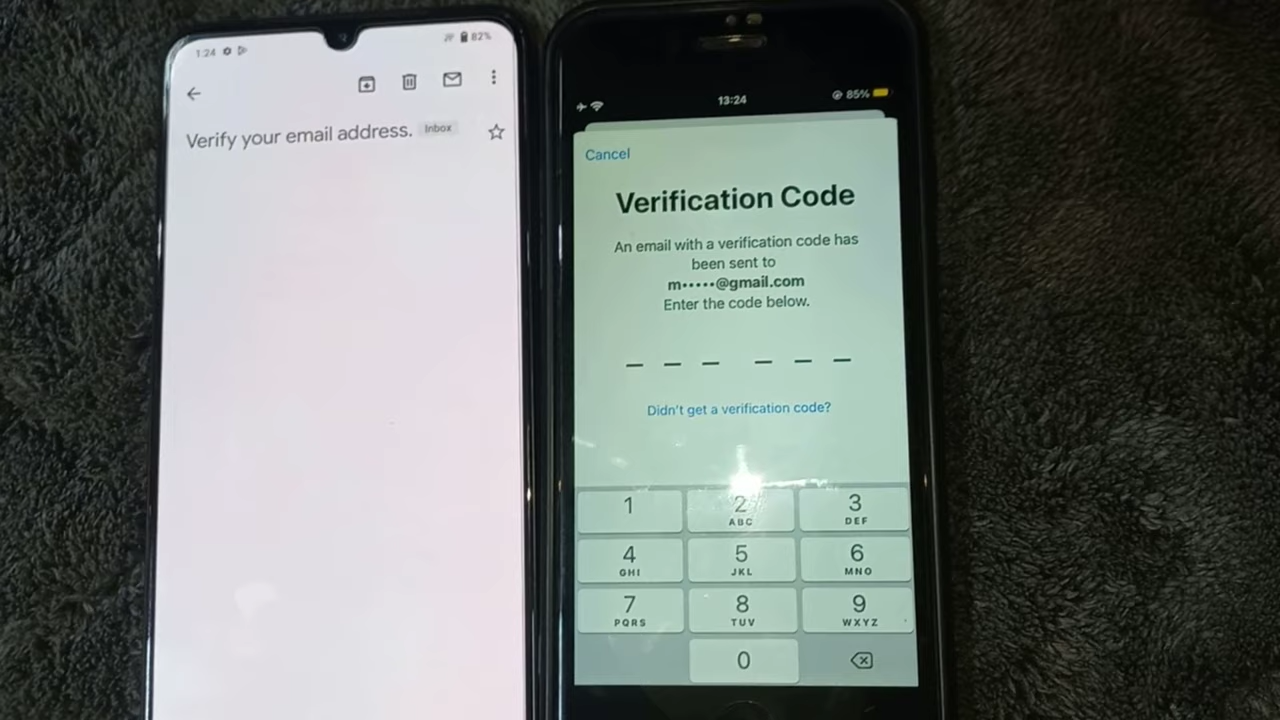 1:24
82%
Verify your email address. Inbox
13:24
85%
Cancel
Verification Code
An email with a verification code has
been sent to
m•••••@gmail.com
Enter the code below.
Didn't get a verification code?
1
2
ABC
3
DEF
4
GHI
5
JKL
6
MNO
7
PQRS
8
TUV
9
WXYZ
0